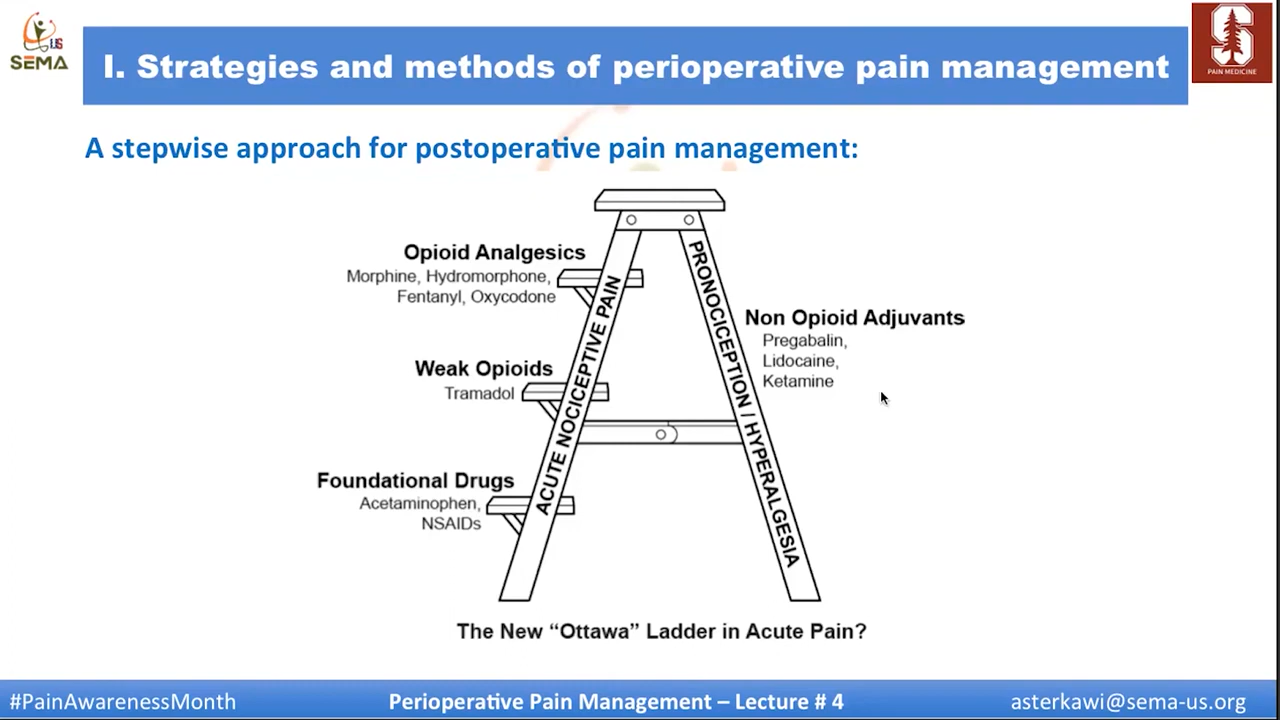 US
SEMA
I. Strategies and methods of perioperative pain management
S
PAIN MEDICINE
A stepwise approach for postoperative pain management:
Opioid Analgesics
Morphine, Hydromorphone,
Fentanyl, Oxycodone
Weak Opioids
Tramadol
Foundational Drugs
Acetaminophen,
NSAIDs
ACUTE NOCICEPTIVE PAIN
PRONOCICEPTION / HYPERALGESIA
Non Opioid Adjuvants
Pregabalin,
Lidocaine,
Ketamine
The New “Ottawa” Ladder in Acute Pain?
#PainAwarenessMonth
Perioperative Pain Management – Lecture # 4
asterkawi@sema-us.org